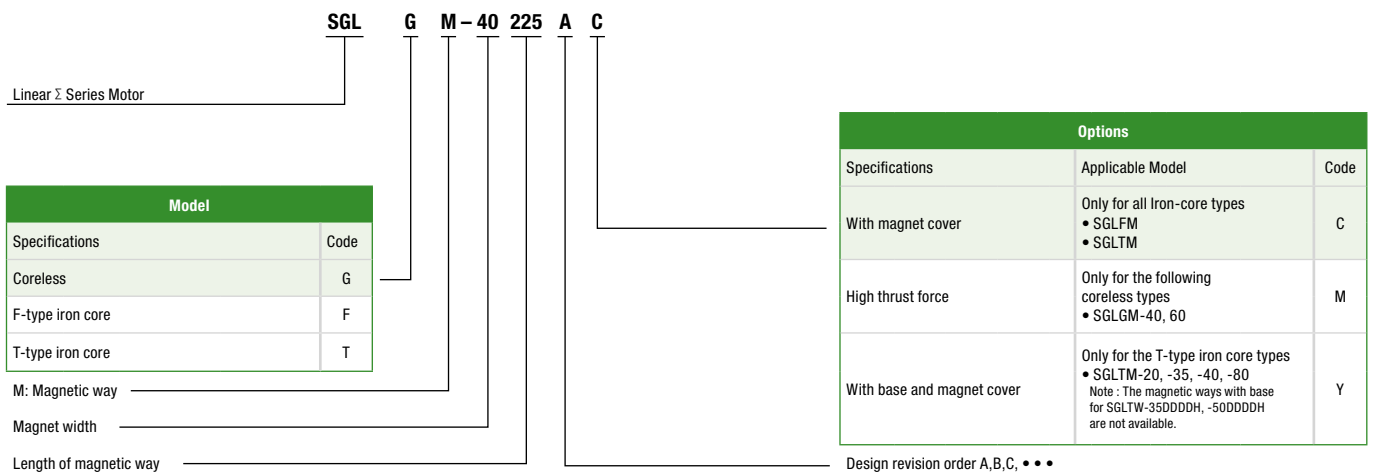 SGL G M – 40 225 A C
Linear Σ Series Motor
Model
Specifications Code
Coreless G
F-type iron core F
T-type iron core T
M: Magnetic way
Magnet width
Length of magnetic way
Options
Specifications Applicable Model Code
With magnet cover
Only for all Iron-core types
• SGLFM
• SGLTM
C
High thrust force
Only for the following
coreless types
• SGLGM-40, 60
M
With base and magnet cover
Only for the T-type iron core types
• SGLTM-20, -35, -40, -80
Note : The magnetic ways with base
for SGLTW-35DDDDH, -50DDDDH
are not available.
Y
Design revision order A,B,C, • • •